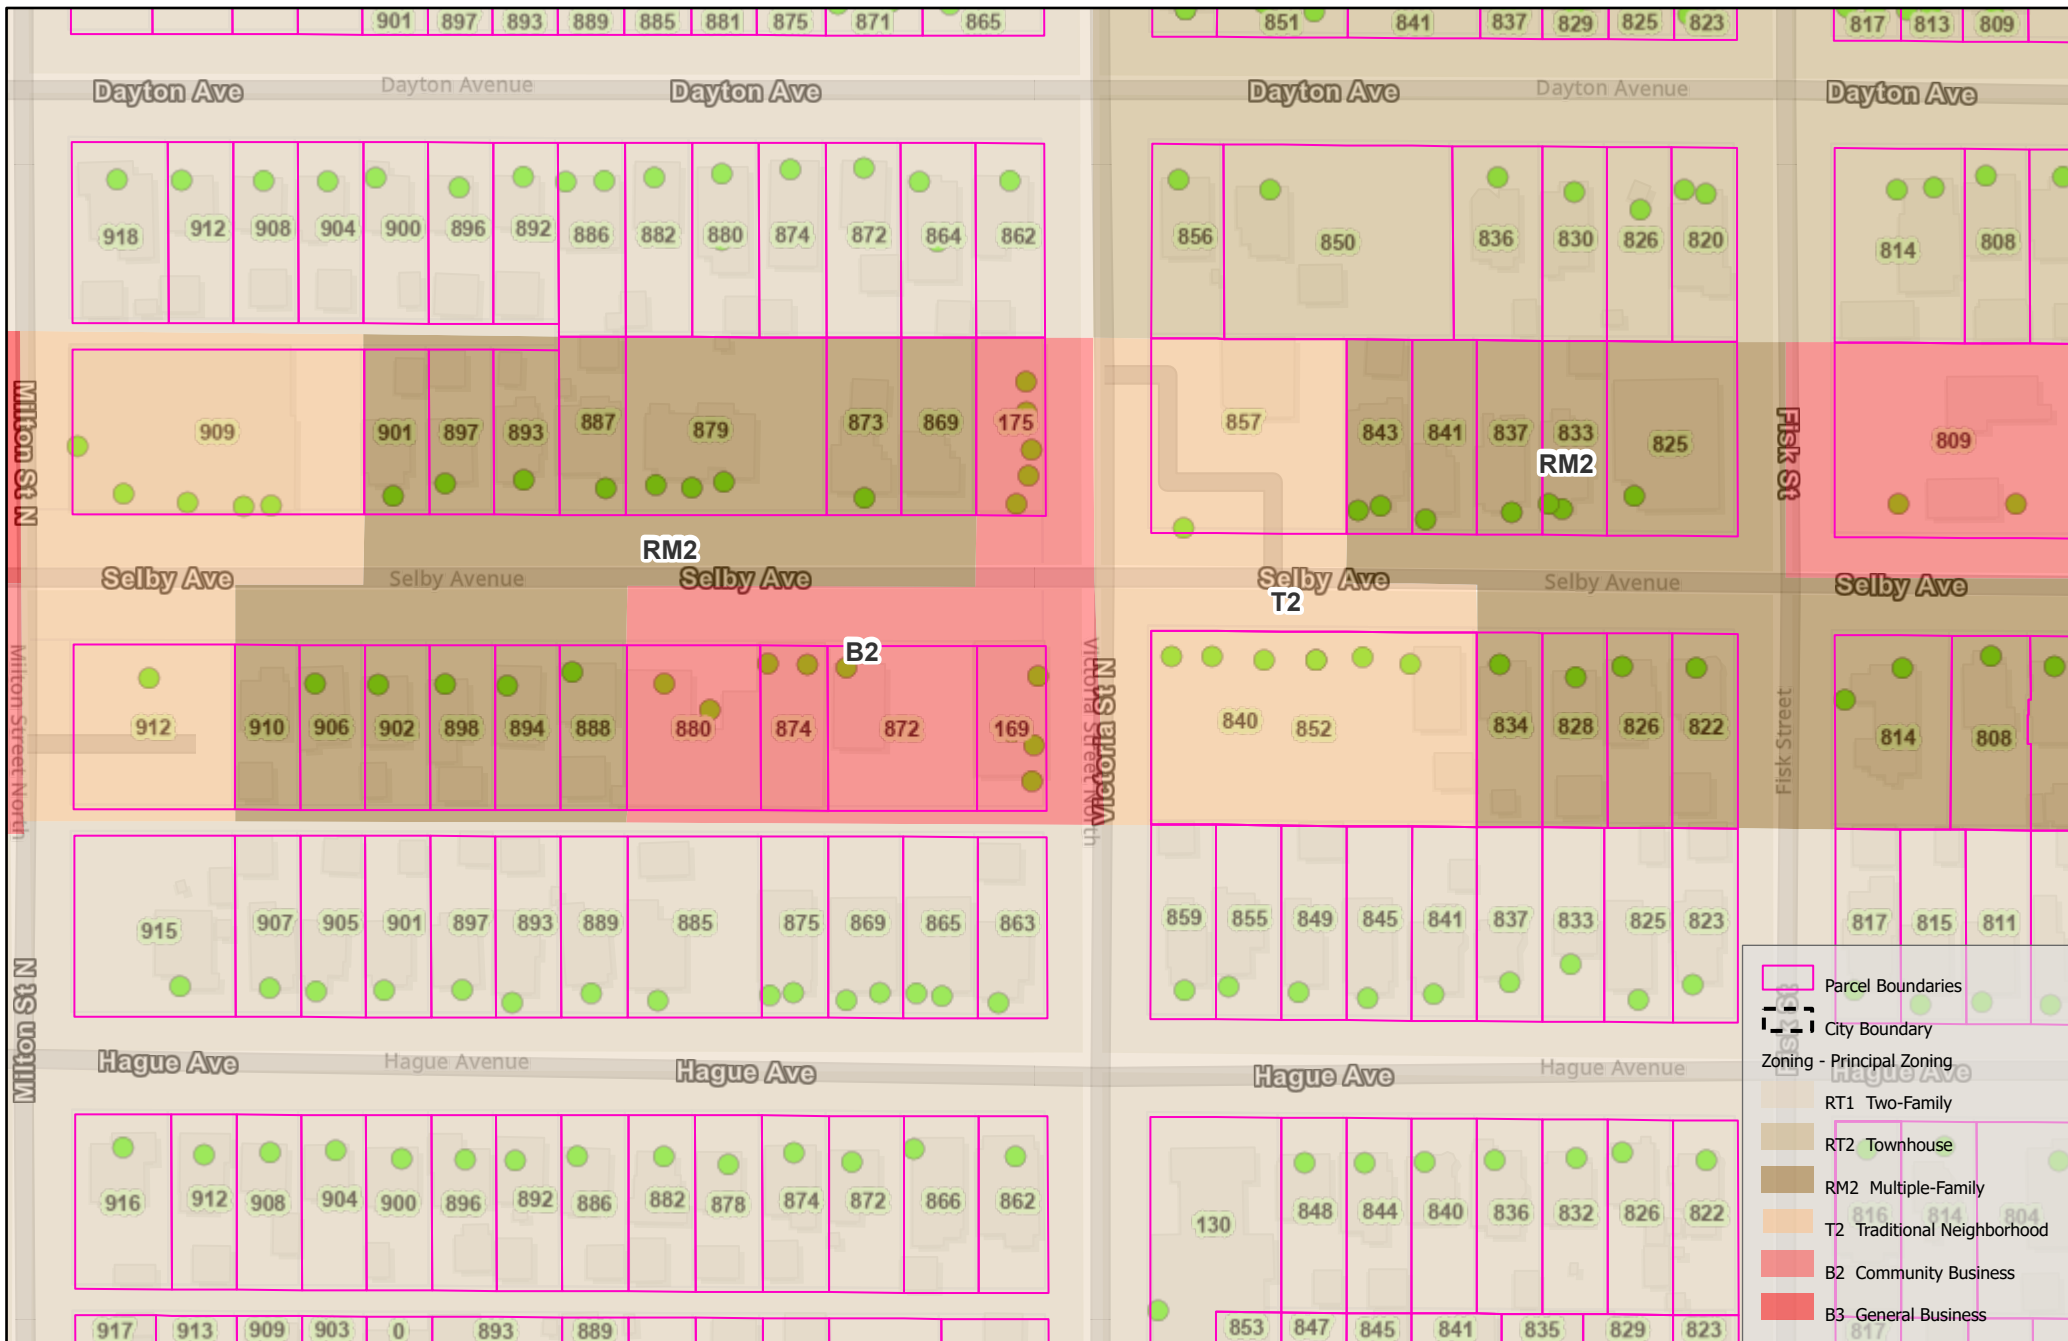 901 897 893 889 885 881 875 871 865 851 841 837 829 825 823 817 813 809
Dayton Avenue Dayton Avenue
Dayton Ave Dayton Ave Dayton Ave Dayton Ave
918 912 908 904 900 896 892 886 882 880 874 872 864 862 856 850 836 830 826 820 814 808
Milton St N
909 901 897 893 887 879 873 869 175 857 843 841 837 833 825 809
RM2
Fisk St
RM2
Selby Ave Selby Avenue Selby Ave Selby Ave Selby Avenue Selby Ave
T2
B2
Milton Street North
912 910 906 902 898 894 888 880 874 872 169 840 852 834 828 826 822 814 808
Victoria Street North
Victoria St N
Fisk Street
915 907 905 901 897 893 889 885 875 869 865 863 859 855 849 845 841 837 833 825 823 817 815 811
Milton St N
Fisk St
Hague Avenue Hague Avenue
Hague Ave Hague Ave Hague Ave Hague Ave
916 912 908 904 900 896 892 886 882 878 874 872 866 862 130 848 844 840 836 832 826 822 816 814 804
917 913 909 903 0 893 889 853 847 845 841 835 829 823 817
Parcel Boundaries
City Boundary
Zoning - Principal Zoning
RT1 Two-Family
RT2 Townhouse
RM2 Multiple-Family
T2 Traditional Neighborhood
B2 Community Business
B3 General Business